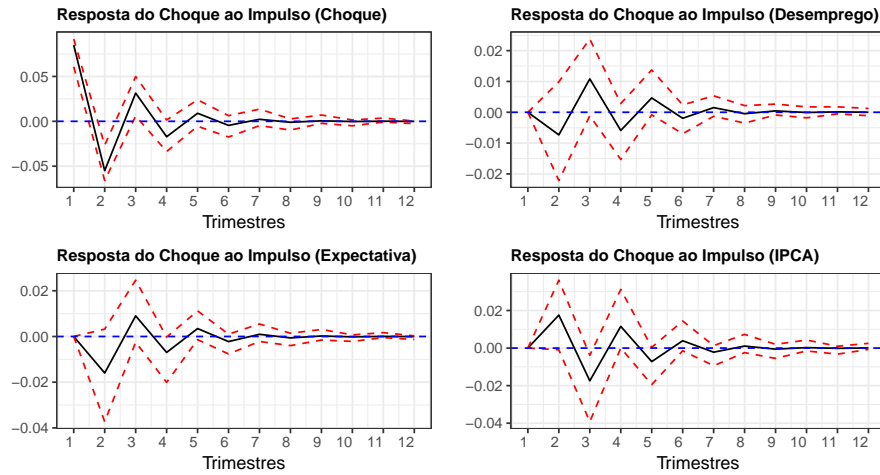 Resposta do Choque ao Impulso (Choque)
0.05
0.00
−0.05
1 2 3 4 5 6 7 8 9 10 11 12
Trimestres
Resposta do Choque ao Impulso (Desemprego)
0.02
0.01
0.00
−0.01
−0.02
1 2 3 4 5 6 7 8 9 10 11 12
Trimestres
Resposta do Choque ao Impulso (Expectativa)
0.02
0.00
−0.02
−0.04
1 2 3 4 5 6 7 8 9 10 11 12
Trimestres
Resposta do Choque ao Impulso (IPCA)
0.02
0.00
−0.02
−0.04
1 2 3 4 5 6 7 8 9 10 11 12
Trimestres